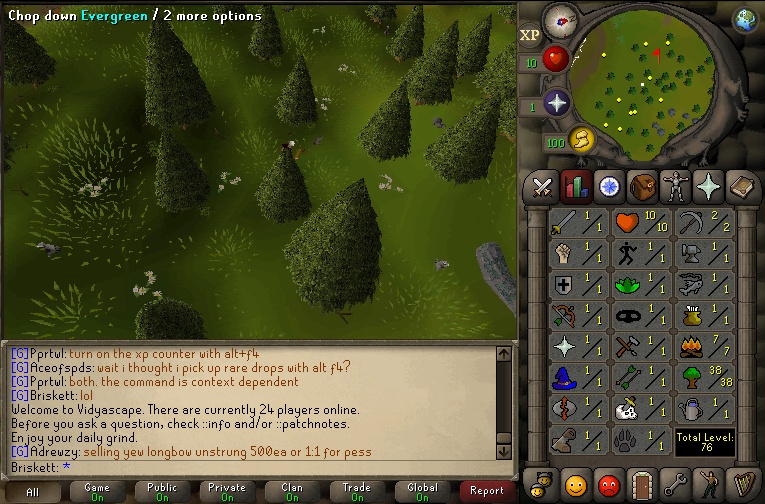 Chop down Evergreen / 2 more options
XP
10
1
100
1 1
10 10
2 2
1 1
1 1
1 1
1 1
1 1
1 1
1 1
1 1
1 1
1 1
1 1
7 7
1 1
1 1
38 38
1 1
1 1
1 1
1 1
1 1
Total Level:
76
[G]Pprtwl: turn on the xp counter with alt+f4
[G]Aceofspds: wait i thought i pick up rare drops with alt f4?
[G]Pprtwl: both. the command is context dependent
[G]Briskett: lol
Welcome to Vidyascape. There are currently 24 players online.
Before you ask a question, check ::info and/or ::patchnotes.
Enjoy your daily grind.
[G]Adrewzy: selling yew longbow unstrung 500ea or 1:1 for pess
Briskett: *
All
Game
On
Public
On
Private
On
Clan
On
Trade
On
Global
On
Report